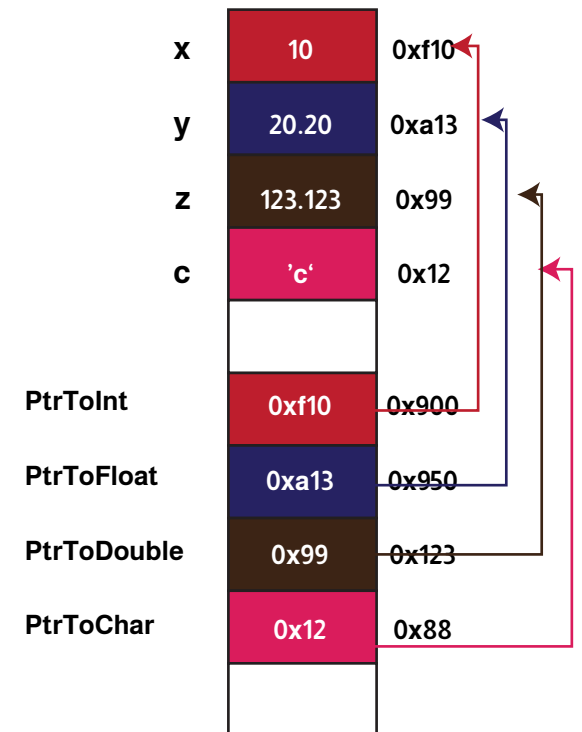 x 10 0xf10
y 20.20 0xa13
z 123.123 0x99
c ’c‘ 0x12
PtrToInt 0xf10 0x900
PtrToFloat 0xa13 0x950
PtrToDouble 0x99 0x123
PtrToChar 0x12 0x88